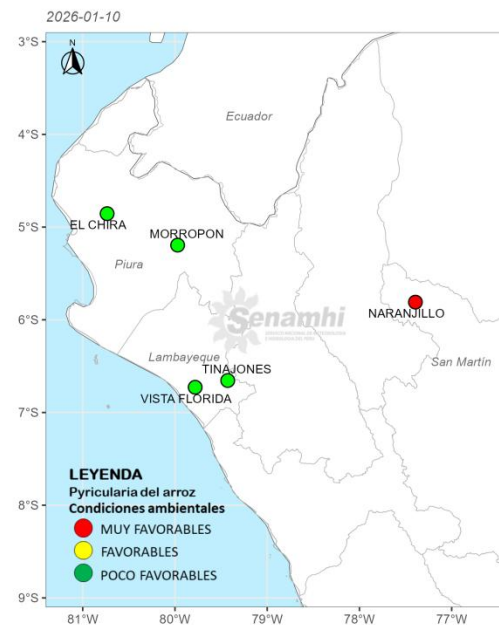 2026-01-10
3°S
N
Ecuador
4°S
5°S
EL CHIRA
MORROPON
Piura
NARANJILLO
6°S
Senamhi
San Martín
Lambayeque
TINAJONES
VISTA FLORIDA
7°S
LEYENDA
Pyricularia del arroz
Condiciones ambientales
MUY FAVORABLES
FAVORABLES
POCO FAVORABLES
8°S
9°S
81°W 80°W 79°W 78°W 77°W